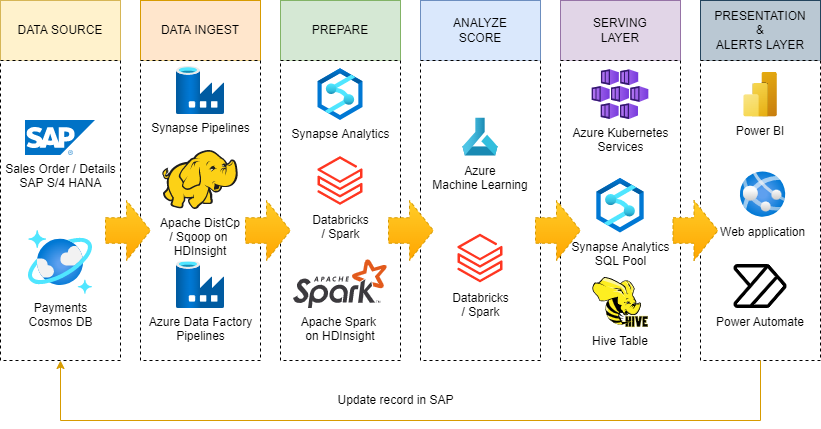 DATA SOURCE
DATA INGEST
PREPARE
ANALYZE
SCORE
SERVING
LAYER
PRESENTATION
&
ALERTS LAYER
SAP
®
Sales Order / Details
SAP S/4 HANA
Payments
Cosmos DB
Synapse Pipelines
Apache DistCp
/ Sqoop on
HDInsight
Azure Data Factory
Pipelines
Synapse Analytics
Databricks
/ Spark
APACHE
Spark
™
Apache Spark
on HDInsight
Azure
Machine Learning
Databricks
/ Spark
Azure Kubernetes
Services
Synapse Analytics
SQL Pool
HIVE
Hive Table
Power BI
Web application
Power Automate
Update record in SAP